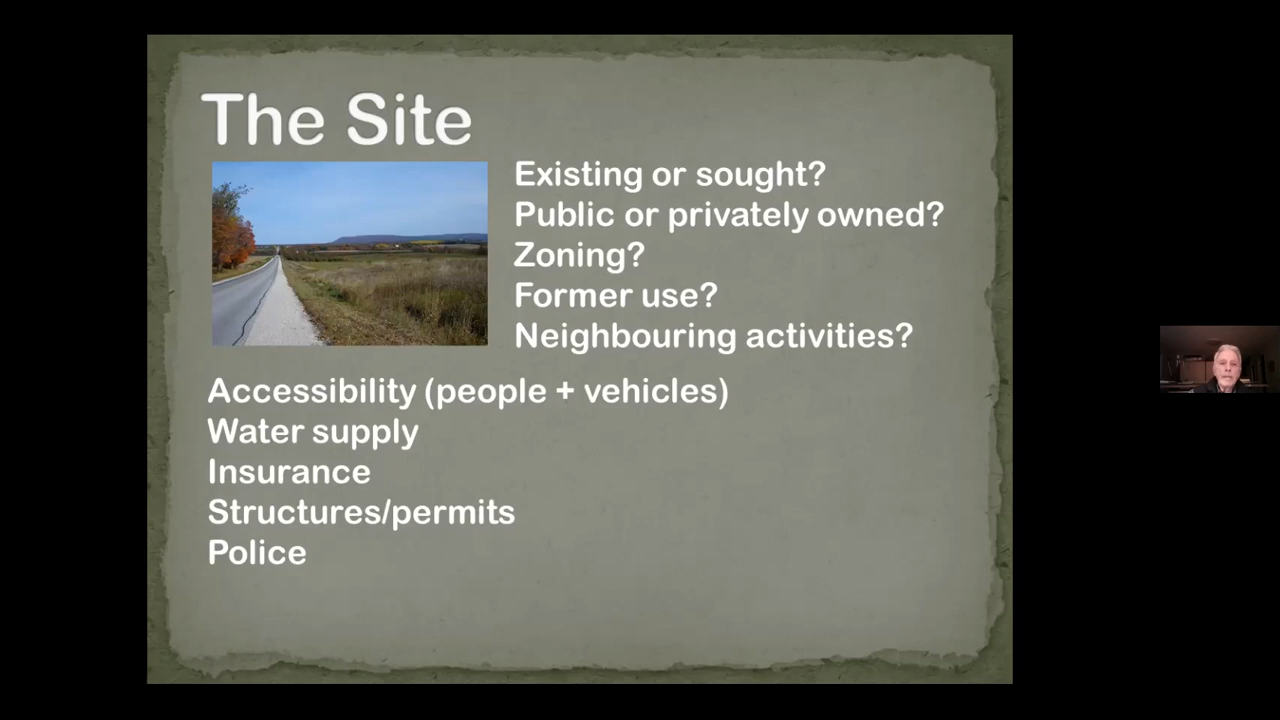 The Site
Existing or sought?
Public or privately owned?
Zoning?
Former use?
Neighbouring activities?
Accessibility (people + vehicles)
Water supply
Insurance
Structures/permits
Police